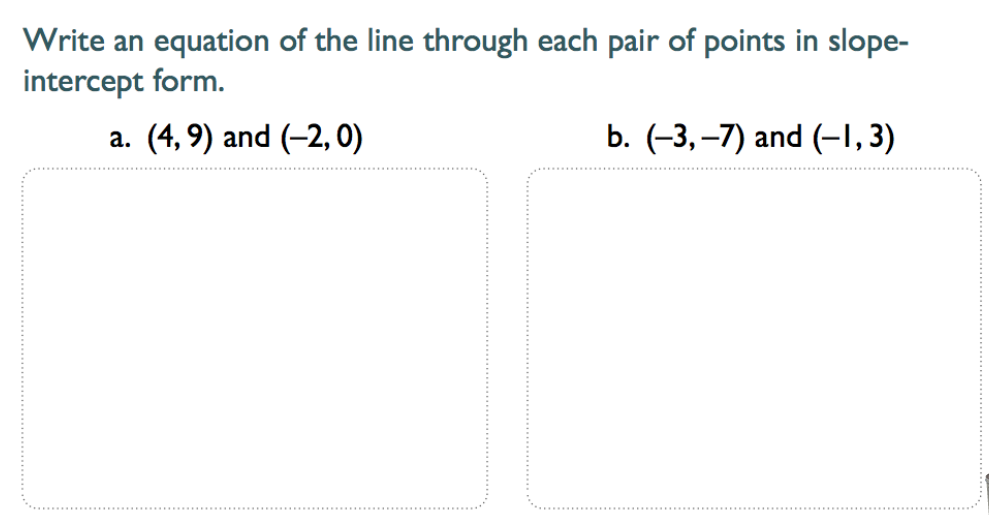 Write an equation of the line through each pair of points in slope-
intercept form.
a. (4, 9) and (–2, 0)
b. (–3, –7) and (–1, 3)